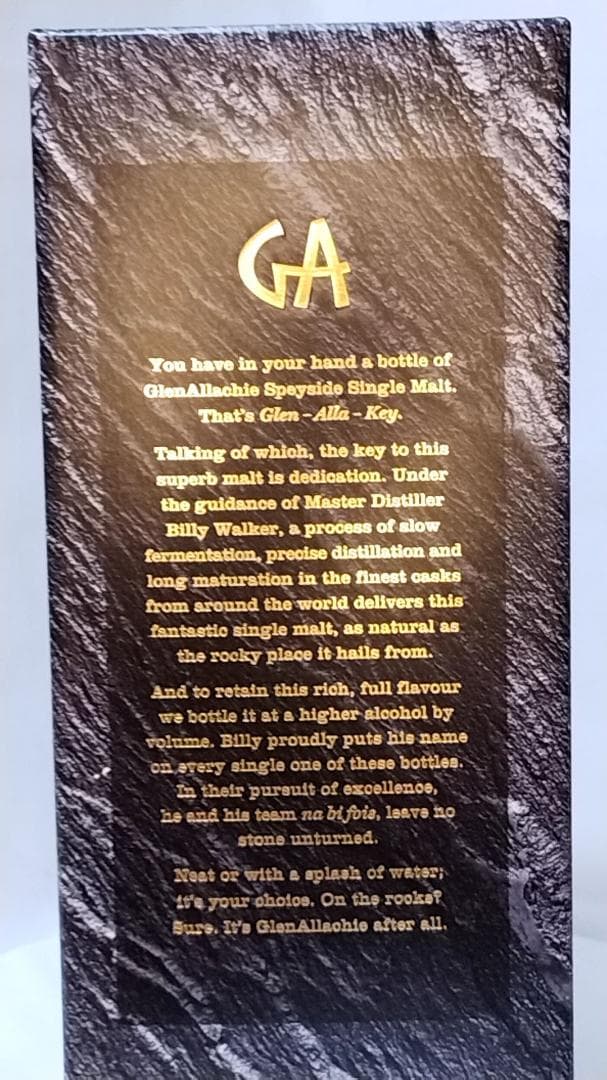 GA
You have in your hand a bottle of
GlenAllachie Speyside Single Malt.
That's Glen-Alla-Key.
Talking of which, the key to this
superb malt is dedication. Under
the guidance of Master Distiller
Billy Walker, a process of slow
fermentation, precise distillation and
long maturation in the finest casks
from around the world delivers this
fantastic single malt, as natural as
the rocky place it hails from.
And to retain this rich, full flavour
we bottle it at a higher alcohol by
volume. Billy proudly puts his name
on every single one of these bottles.
In their pursuit of excellence,
he and his team na bi fois, leave no
stone unturned.
Neat or with a splash of water;
it's your choice. On the rocks?
Sure. It's GlenAllachie after all.